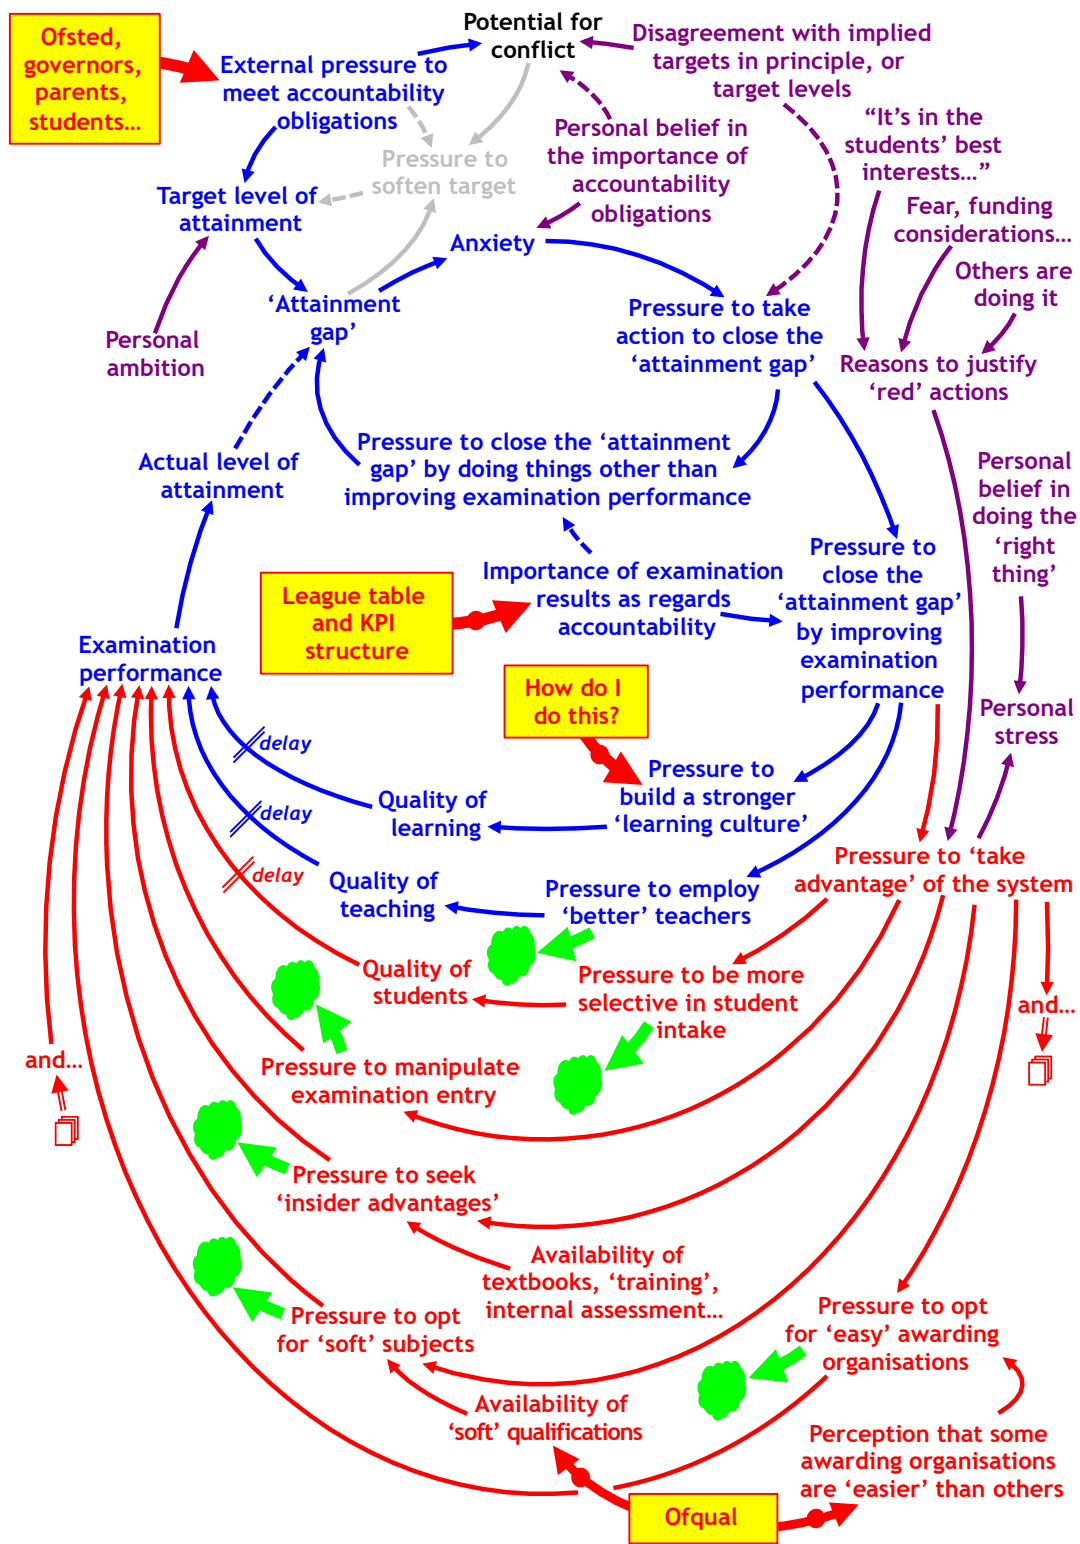 Ofsted,
governors,
parents,
students…
External pressure to
meet accountability
obligations
Potential for
conflict
Disagreement with implied
targets in principle, or
target levels
Pressure to
soften target
Personal belief in
the importance of
accountability
obligations
“It’s in the
students’ best
interests…”
Fear, funding
considerations…
Others are
doing it
Target level of
attainment
Anxiety
‘Attainment
gap’
Pressure to take
action to close the
‘attainment gap’
Reasons to justify
‘red’ actions
Personal
ambition
Actual level of
attainment
Pressure to close the ‘attainment
gap’ by doing things other than
improving examination performance
Personal
belief in
doing the
‘right
thing’
Importance of examination
results as regards
accountability
Pressure to
close the
‘attainment gap’
by improving
examination
performance
League table
and KPI
structure
Examination
performance
How do I
do this?
Personal
stress
delay
Pressure to
build a stronger
‘learning culture’
Quality of
learning
delay
Pressure to ‘take
advantage’ of the system
delay
Quality of
teaching
Pressure to employ
‘better’ teachers
Quality of
students
Pressure to be more
selective in student
intake
and…
and…
Pressure to manipulate
examination entry
Pressure to seek
‘insider advantages’
Availability of
textbooks, ‘training’,
internal assessment…
Pressure to opt
for ‘soft’ subjects
Pressure to opt
for ‘easy’ awarding
organisations
Availability of
‘soft’ qualifications
Perception that some
awarding organisations
are ‘easier’ than others
Ofqual